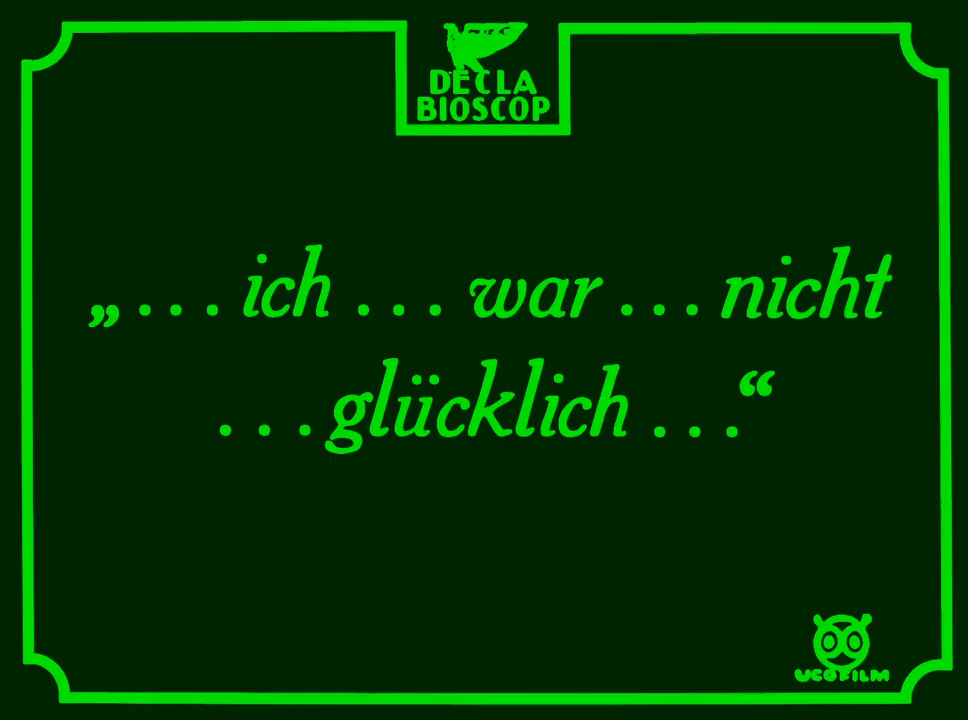 DECLA
BIOSCOP
„... ich ... war ... nicht
... glücklich ...“
UCOFILM